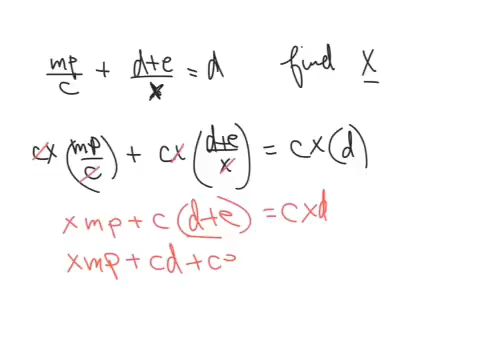 mp/c + d+e/x = d find x
cx(mp/c) + cx(d+e/x) = cx(d)
xmp + c(d+e) = cxd
xmp + cd + c